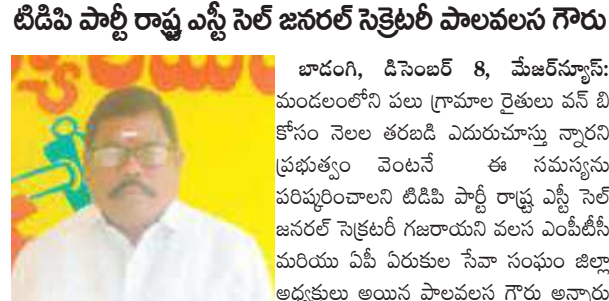 టిడిపి పార్టీ రాష్ట్ర ఎస్టీ సెల్ జనరల్ సెక్రెటరీ పాలవలస గౌరు
బాడంగి, డిసెంబర్ 8, మేజర్‌న్యూస్:
మండలంలోని పలు గ్రామాల రైతులు వన్ బి
కోసం నెలల తరబడి ఎదురుచూస్తు న్నారని
ప్రభుత్వం వెంటనే ఈ సమస్యను
పరిష్కరించాలని టిడిపి పార్టీ రాష్ట్ర ఎస్టీ సెల్
జనరల్ సెక్రటరీ గజరాయని వలస ఎంపీటీసీ
మరియు ఏపీ ఏరుకుల సేవా సంఘం జిల్లా
అధ్యక్షులు అయిన పాలవలస గౌరు అన్నారు